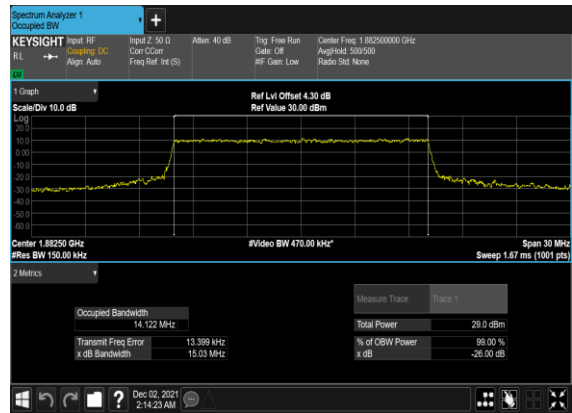 Spectrum Analyzer 1
Occupied BW
+
KEYSIGHT Input: RF Input Z: 50 Ω Atten: 40 dB Trig: Free Run Center Freq: 1.882500000 GHz
RL Coupling: DC Corr CCorr Gate: Off Avg|Hold: 500/500
Align: Auto Freq Ref: Int (S) #IF Gain: Low Radio Std: None
LW
1 Graph
Ref Lvl Offset 4.30 dB
Scale/Div 10.0 dB Ref Value 30.00 dBm
Log
20.0
10.0
0.00
-10.0
-20.0
-30.0
-40.0
-50.0
-60.0
Center 1.88250 GHz #Video BW 470.00 kHz* Span 30 MHz
#Res BW 150.00 kHz Sweep 1.67 ms (1001 pts)
2 Metrics
Measure Trace Trace 1
Occupied Bandwidth
14.122 MHz Total Power 29.0 dBm
Transmit Freq Error 13.399 kHz % of OBW Power 99.00 %
x dB Bandwidth 15.03 MHz x dB -26.00 dB
? Dec 02, 2021
2:14:23 AM